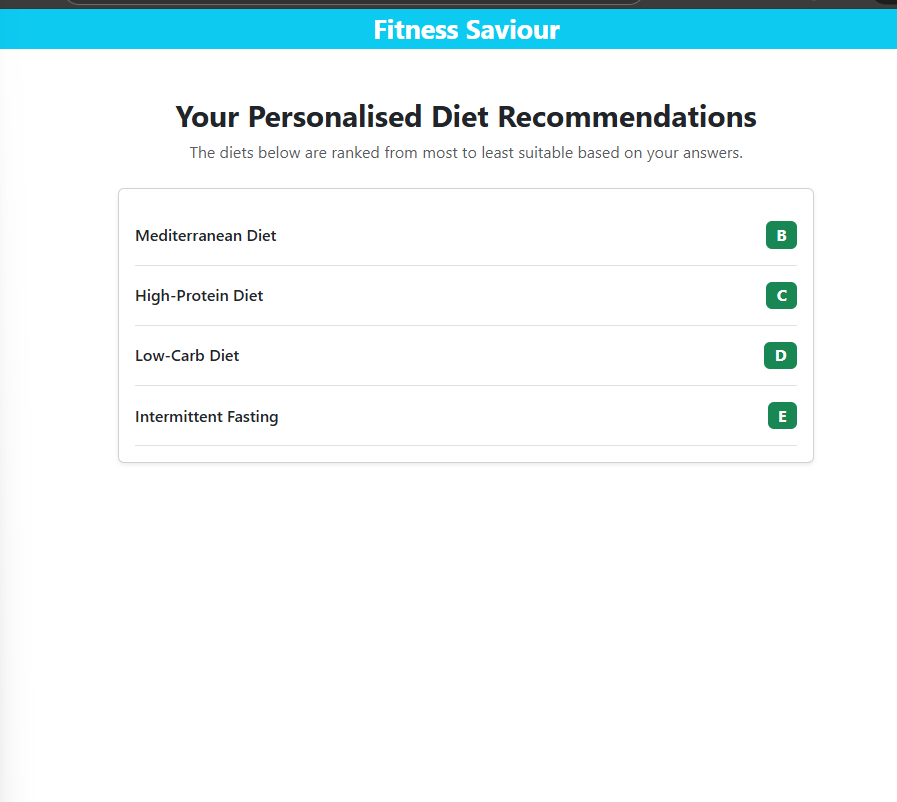 Fitness Saviour
Your Personalised Diet Recommendations
The diets below are ranked from most to least suitable based on your answers.
Mediterranean Diet B
High-Protein Diet C
Low-Carb Diet D
Intermittent Fasting E